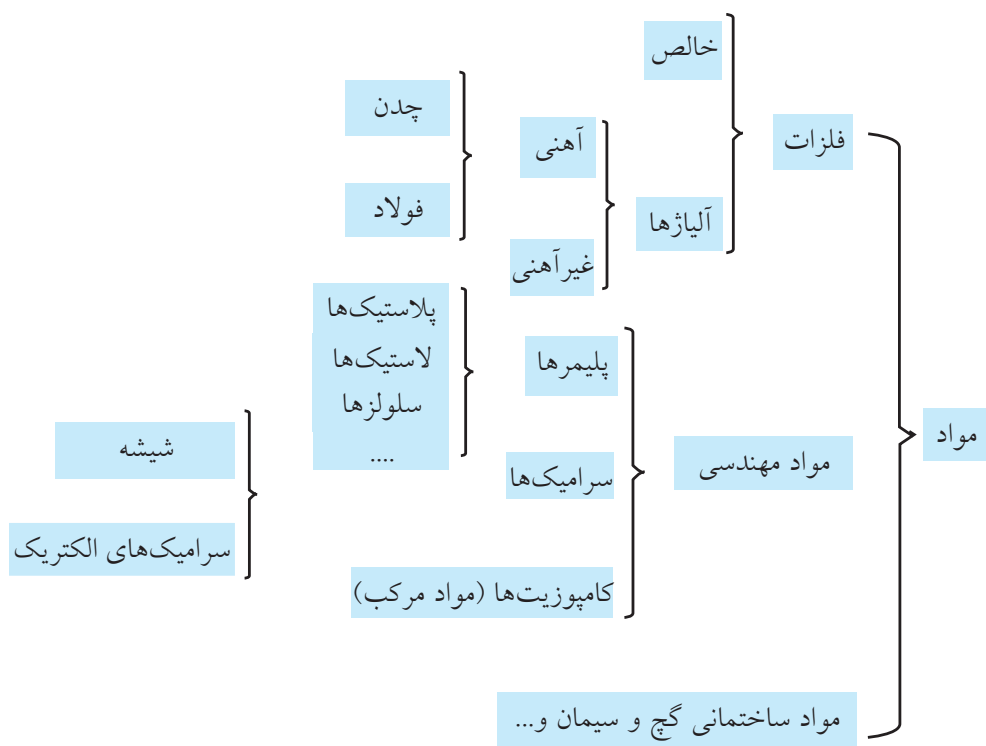 مواد
فلزات
خالص
آلیاژها
آهنی
چدن
فولاد
غیرآهنی
مواد مهندسی
پلیمرها
پلاستیک‌ها
لاستیک‌ها
سلولزها
....
سرامیک‌ها
شیشه
سرامیک‌های الکتریک
کامپوزیت‌ها (مواد مرکب)
مواد ساختمانی گچ و سیمان و...